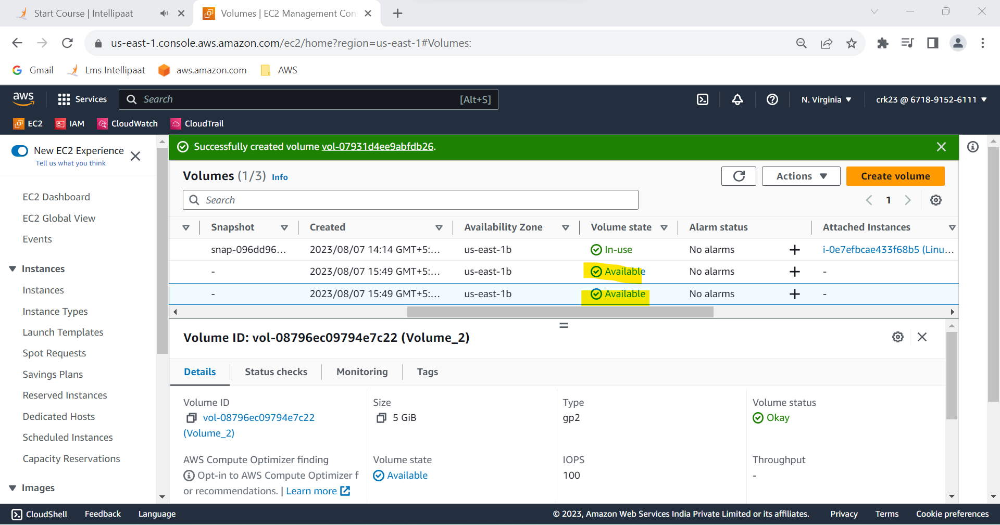 Start Course | Intellipaat
Volumes | EC2 Management Con
us-east-1.console.aws.amazon.com/ec2/home?region=us-east-1#Volumes:
Gmail
Lms Intellipaat
aws.amazon.com
AWS
aws
Services
Search
[Alt+S]
N. Virginia
crk23 @ 6718-9152-6111
EC2
IAM
CloudWatch
CloudTrail
New EC2 Experience
Tell us what you think
EC2 Dashboard
EC2 Global View
Events
Instances
Instances
Instance Types
Launch Templates
Spot Requests
Savings Plans
Reserved Instances
Dedicated Hosts
Scheduled Instances
Capacity Reservations
Images
Successfully created volume vol-07931d4ee9abfdb26.
Volumes (1/3) Info
Actions
Create volume
Search
1
Snapshot Created Availability Zone Volume state Alarm status Attached Instances
snap-096dd96... 2023/08/07 14:14 GMT+5:... us-east-1b In-use No alarms + i-0e7efbcae433f68b5 (Linu...
- 2023/08/07 15:49 GMT+5:... us-east-1b Available No alarms + -
- 2023/08/07 15:49 GMT+5:... us-east-1b Available No alarms + -
Volume ID: vol-08796ec09794e7c22 (Volume_2)
Details Status checks Monitoring Tags
Volume ID
vol-08796ec09794e7c22
(Volume_2)
Size
5 GiB
Type
gp2
Volume status
Okay
AWS Compute Optimizer finding
Opt-in to AWS Compute Optimizer f
or recommendations. | Learn more
Volume state
Available
IOPS
100
Throughput
-
CloudShell
Feedback
Language
© 2023, Amazon Web Services India Private Limited or its affiliates.
Privacy
Terms
Cookie preferences